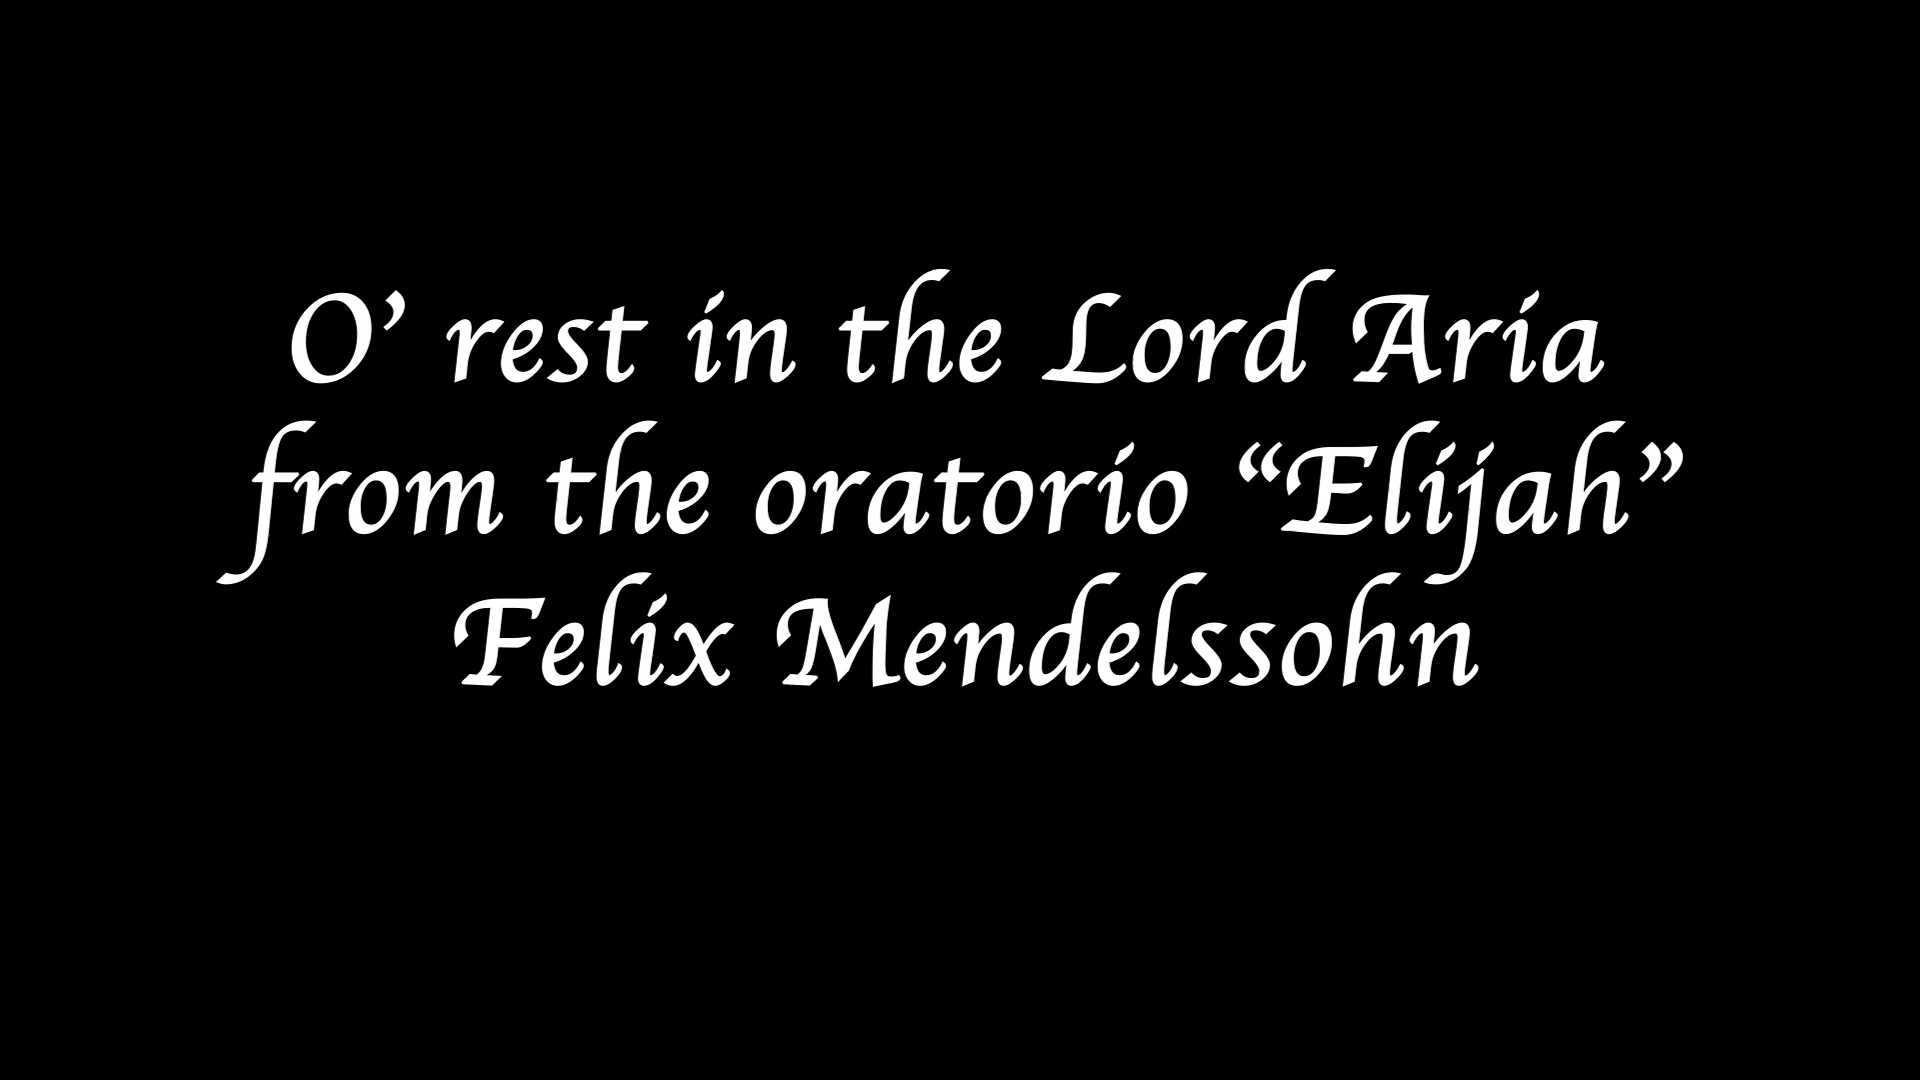 O’ rest in the Lord Aria
from the oratorio “Elijah”
Felix Mendelssohn